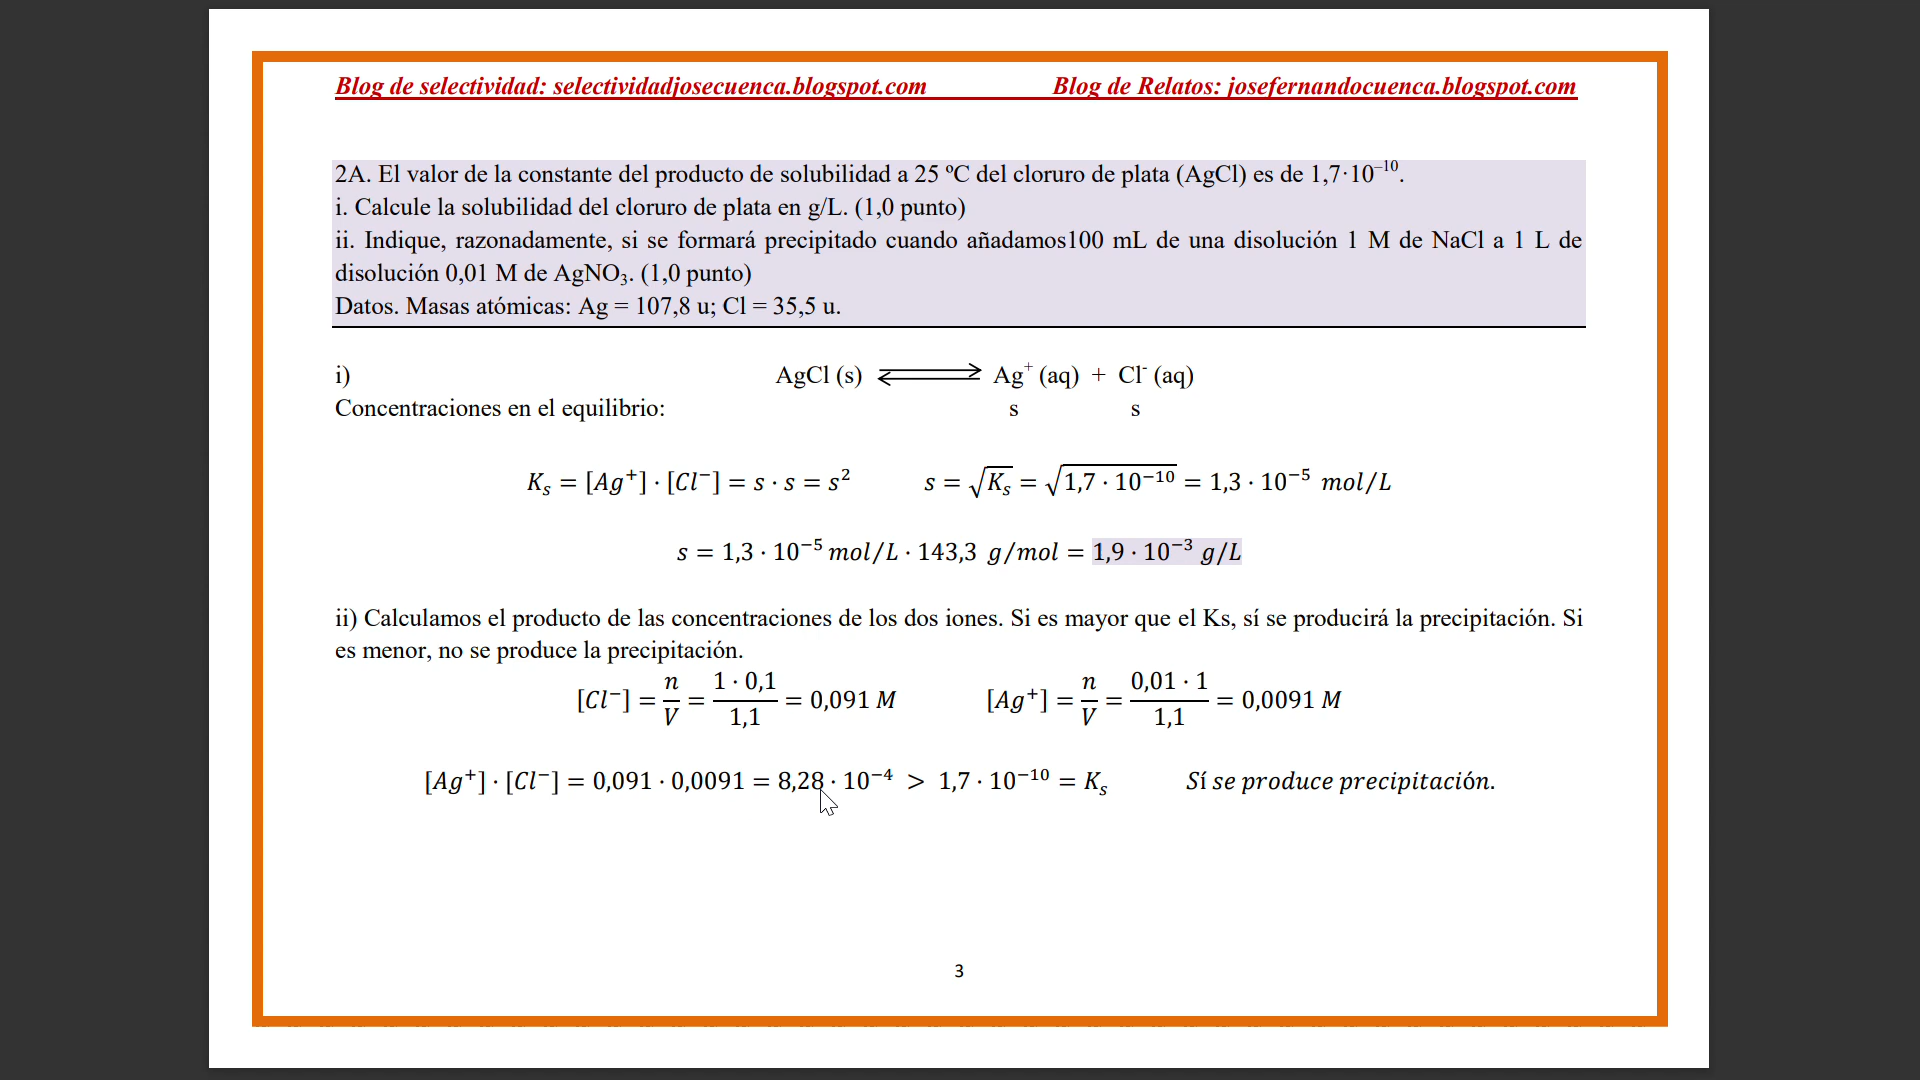 Blog de selectividad: selectividadjosecuenca.blogspot.com Blog de Relatos: josefernandocuenca.blogspot.com
2A. El valor de la constante del producto de solubilidad a 25 ºC del cloruro de plata (AgCl) es de 1,7·10⁻¹⁰.
i. Calcule la solubilidad del cloruro de plata en g/L. (1,0 punto)
ii. Indique, razonadamente, si se formará precipitado cuando añadamos100 mL de una disolución 1 M de NaCl a 1 L de
disolución 0,01 M de AgNO₃. (1,0 punto)
Datos. Masas atómicas: Ag = 107,8 u; Cl = 35,5 u.
i) AgCl (s) ⇌ Ag⁺ (aq) + Cl⁻ (aq)
Concentraciones en el equilibrio: s s
Kₛ = [Ag⁺] · [Cl⁻] = s · s = s² s = √Kₛ = √1,7 · 10⁻¹⁰ = 1,3 · 10⁻⁵ mol/L
s = 1,3 · 10⁻⁵ mol/L · 143,3 g/mol = 1,9 · 10⁻³ g/L
ii) Calculamos el producto de las concentraciones de los dos iones. Si es mayor que el Ks, sí se producirá la precipitación. Si
es menor, no se produce la precipitación.
[Cl⁻] = n/V = 1 · 0,1/1,1 = 0,091 M [Ag⁺] = n/V = 0,01 · 1/1,1 = 0,0091 M
[Ag⁺] · [Cl⁻] = 0,091 · 0,0091 = 8,28 · 10⁻⁴ > 1,7 · 10⁻¹⁰ = Kₛ Sí se produce precipitación.
3